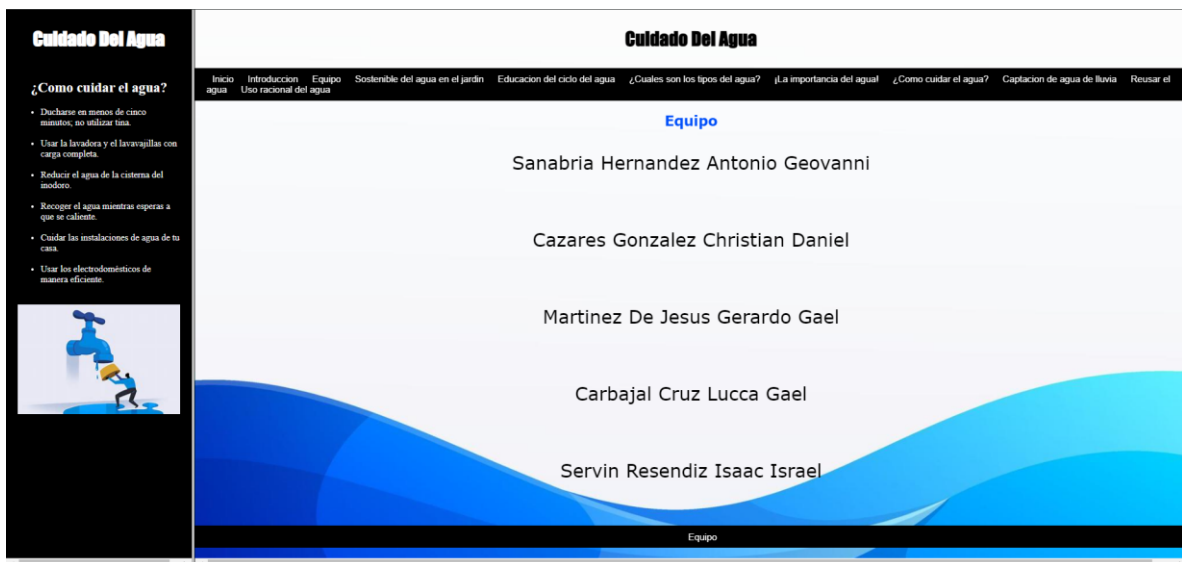 Cuidado Del Agua
¿Como cuidar el agua?
• Ducharse en menos de cinco
minutos; no utilizar tina.
• Usar la lavadora y el lavavajillas con
carga completa.
• Reducir el agua de la cisterna del
inodoro.
• Recoger el agua mientras esperas a
que se caliente.
• Cuidar las instalaciones de agua de tu
casa.
• Usar los electrodomésticos de
manera eficiente.
Cuidado Del Agua
Inicio Introduccion Equipo Sostenible del agua en el jardin Educacion del ciclo del agua ¿Cuales son los tipos del agua? ¡La importancia del agua! ¿Como cuidar el agua? Captacion de agua de lluvia Reusar el
agua Uso racional del agua
Equipo
Sanabria Hernandez Antonio Geovanni
Cazares Gonzalez Christian Daniel
Martinez De Jesus Gerardo Gael
Carbajal Cruz Lucca Gael
Servin Resendiz Isaac Israel
Equipo